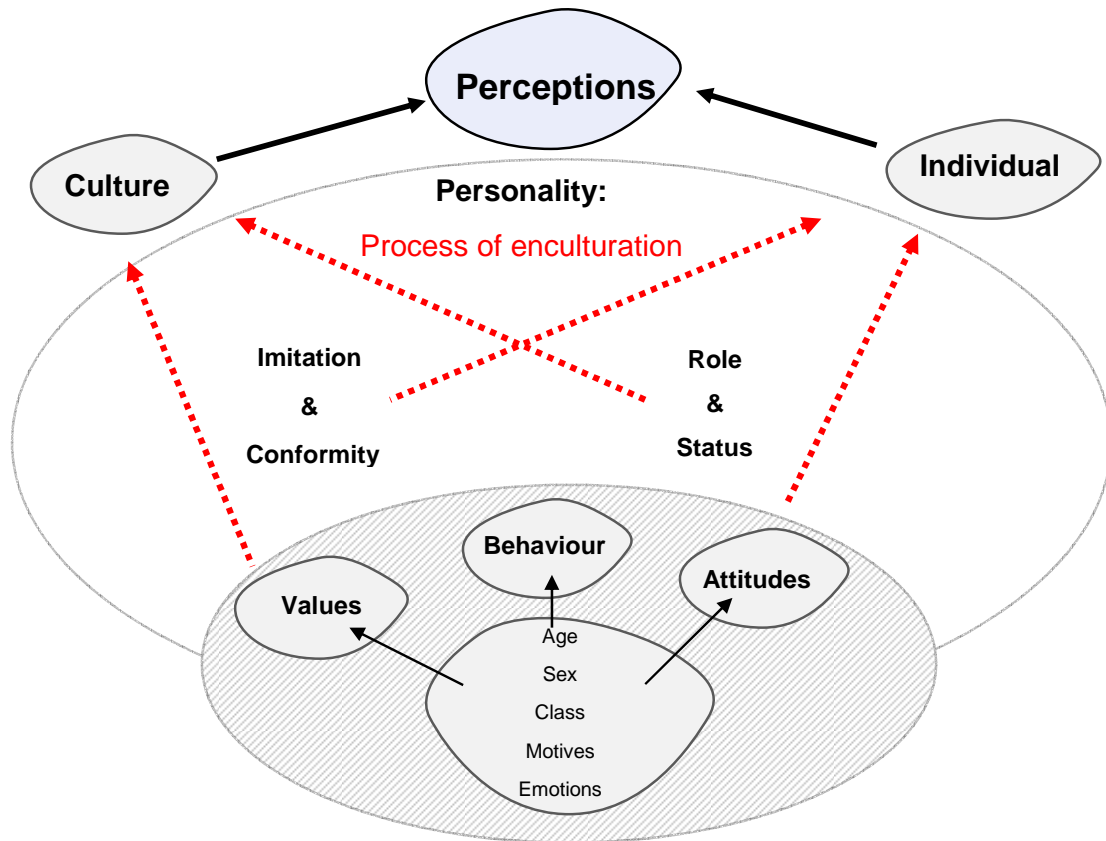 Perceptions
Culture
Individual
Personality:
Process of enculturation
Imitation
&
Conformity
Role
&
Status
Behaviour
Values
Attitudes
Age
Sex
Class
Motives
Emotions